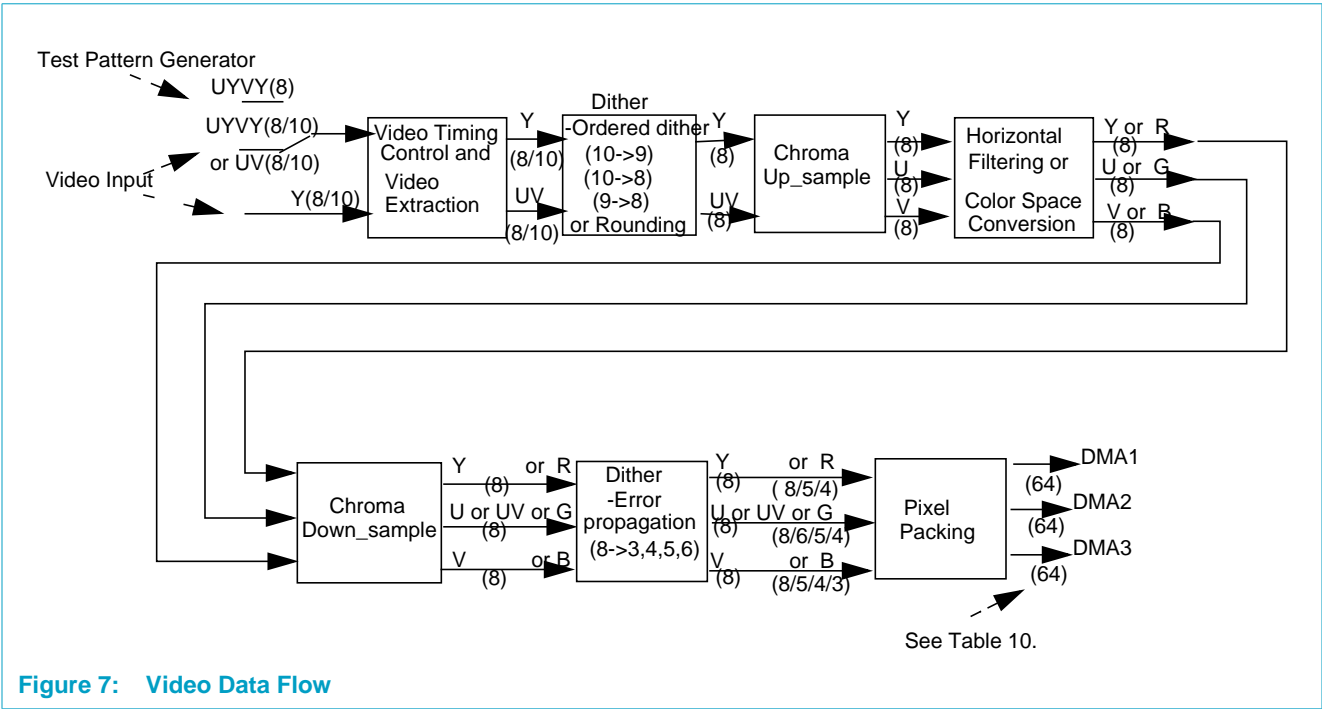 Test Pattern Generator
UYVY(8)
UYVY(8/10)
or UV(8/10)
Video Input
Y(8/10)
Video Timing
Control and
Video
Extraction
Y
(8/10)
UV
(8/10)
Dither
-Ordered dither
(10->9)
(10->8)
(9->8)
or Rounding
Y
(8)
UV
(8)
Chroma
Up_sample
Y
(8)
U
(8)
V
(8)
Horizontal
Filtering or
Color Space
Conversion
Y or R
(8)
U or G
(8)
V or B
(8)
Chroma
Down_sample
Y or R
(8)
U or UV or G
(8)
V or B
(8)
Dither
-Error
propagation
(8->3,4,5,6)
Y or R
(8) ( 8/5/4)
U or UV or G
(8) (8/6/5/4)
V or B
(8) (8/5/4/3)
Pixel
Packing
DMA1
(64)
DMA2
(64)
DMA3
(64)
See Table 10.
Figure 7: Video Data Flow